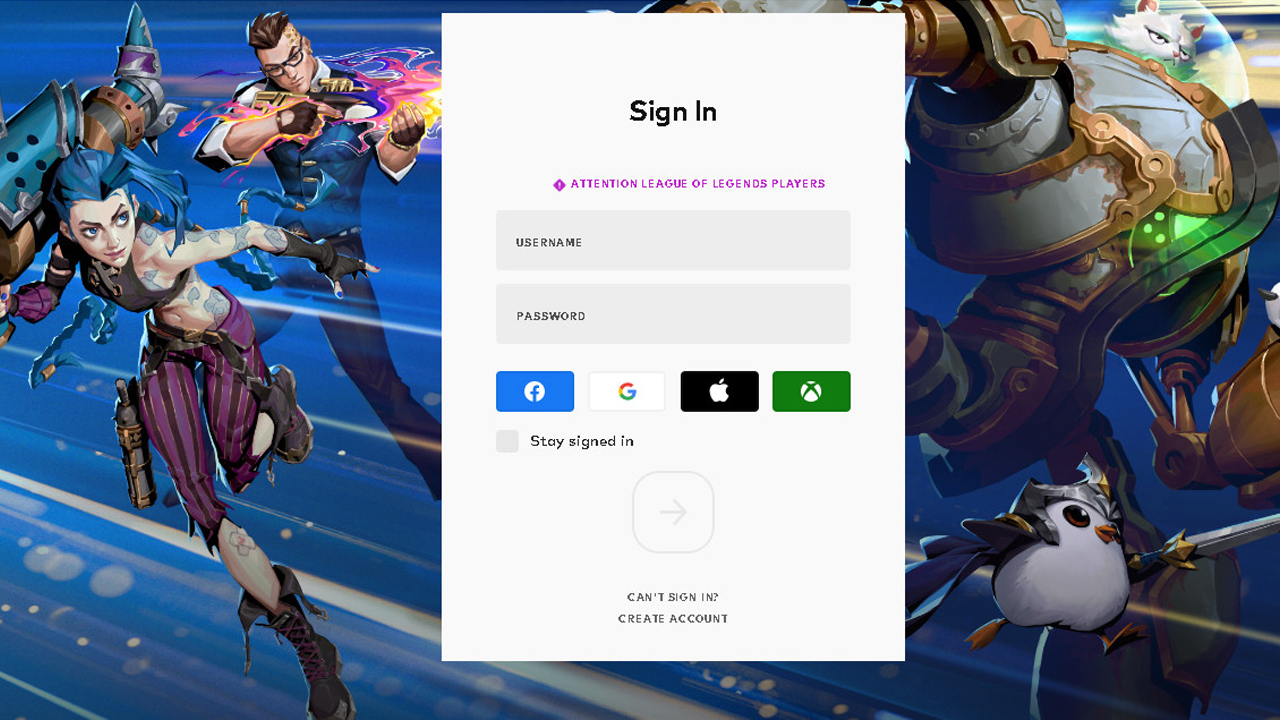 Sign In
ATTENTION LEAGUE OF LEGENDS PLAYERS
USERNAME
PASSWORD
Stay signed in
CAN'T SIGN IN?
CREATE ACCOUNT